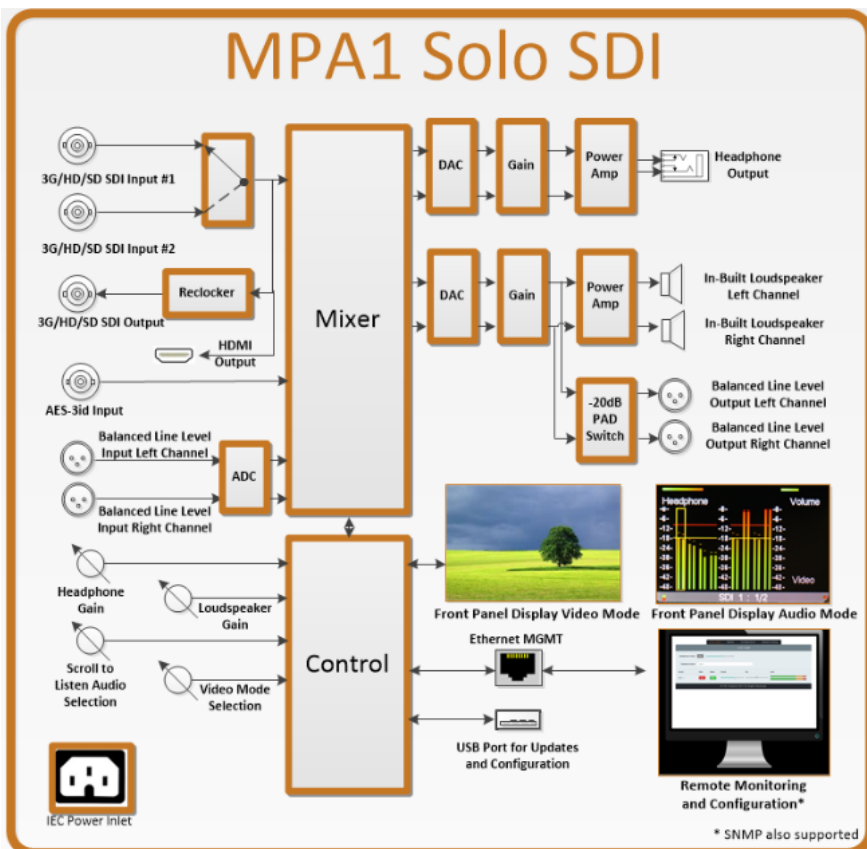 MPA1 Solo SDI
3G/HD/SD SDI Input #1
3G/HD/SD SDI Input #2
Reclocker
3G/HD/SD SDI Output
HDMI
Output
AES-3id Input
Balanced Line Level
Input Left Channel
ADC
Balanced Line Level
Input Right Channel
Mixer
DAC
Gain
Power
Amp
Headphone
Output
DAC
Gain
Power
Amp
In-Built Loudspeaker
Left Channel
In-Built Loudspeaker
Right Channel
-20dB
PAD
Switch
Balanced Line Level
Output Left Channel
Balanced Line Level
Output Right Channel
Headphone
Volume
Video
SDI 1 : 1/2
Front Panel Display Video Mode
Front Panel Display Audio Mode
Headphone
Gain
Loudspeaker
Gain
Scroll to
Listen Audio
Selection
Video Mode
Selection
Control
Ethernet MGMT
USB Port for Updates
and Configuration
Remote Monitoring
and Configuration*
IEC Power Inlet
* SNMP also supported